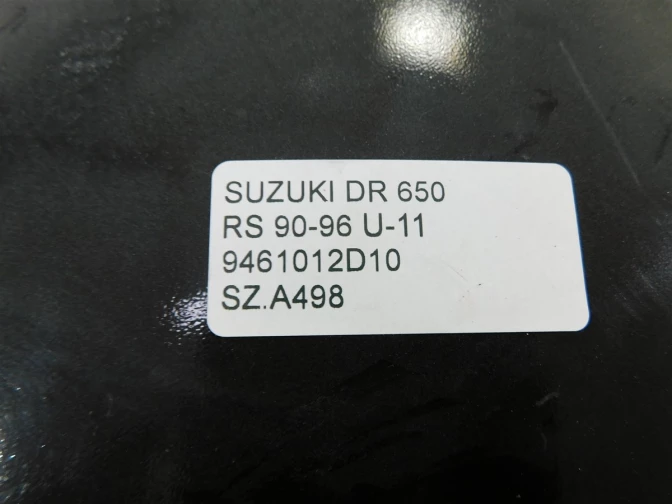 SUZUKI DR 650
RS 90-96 U-11
9461012D10
SZ.A498